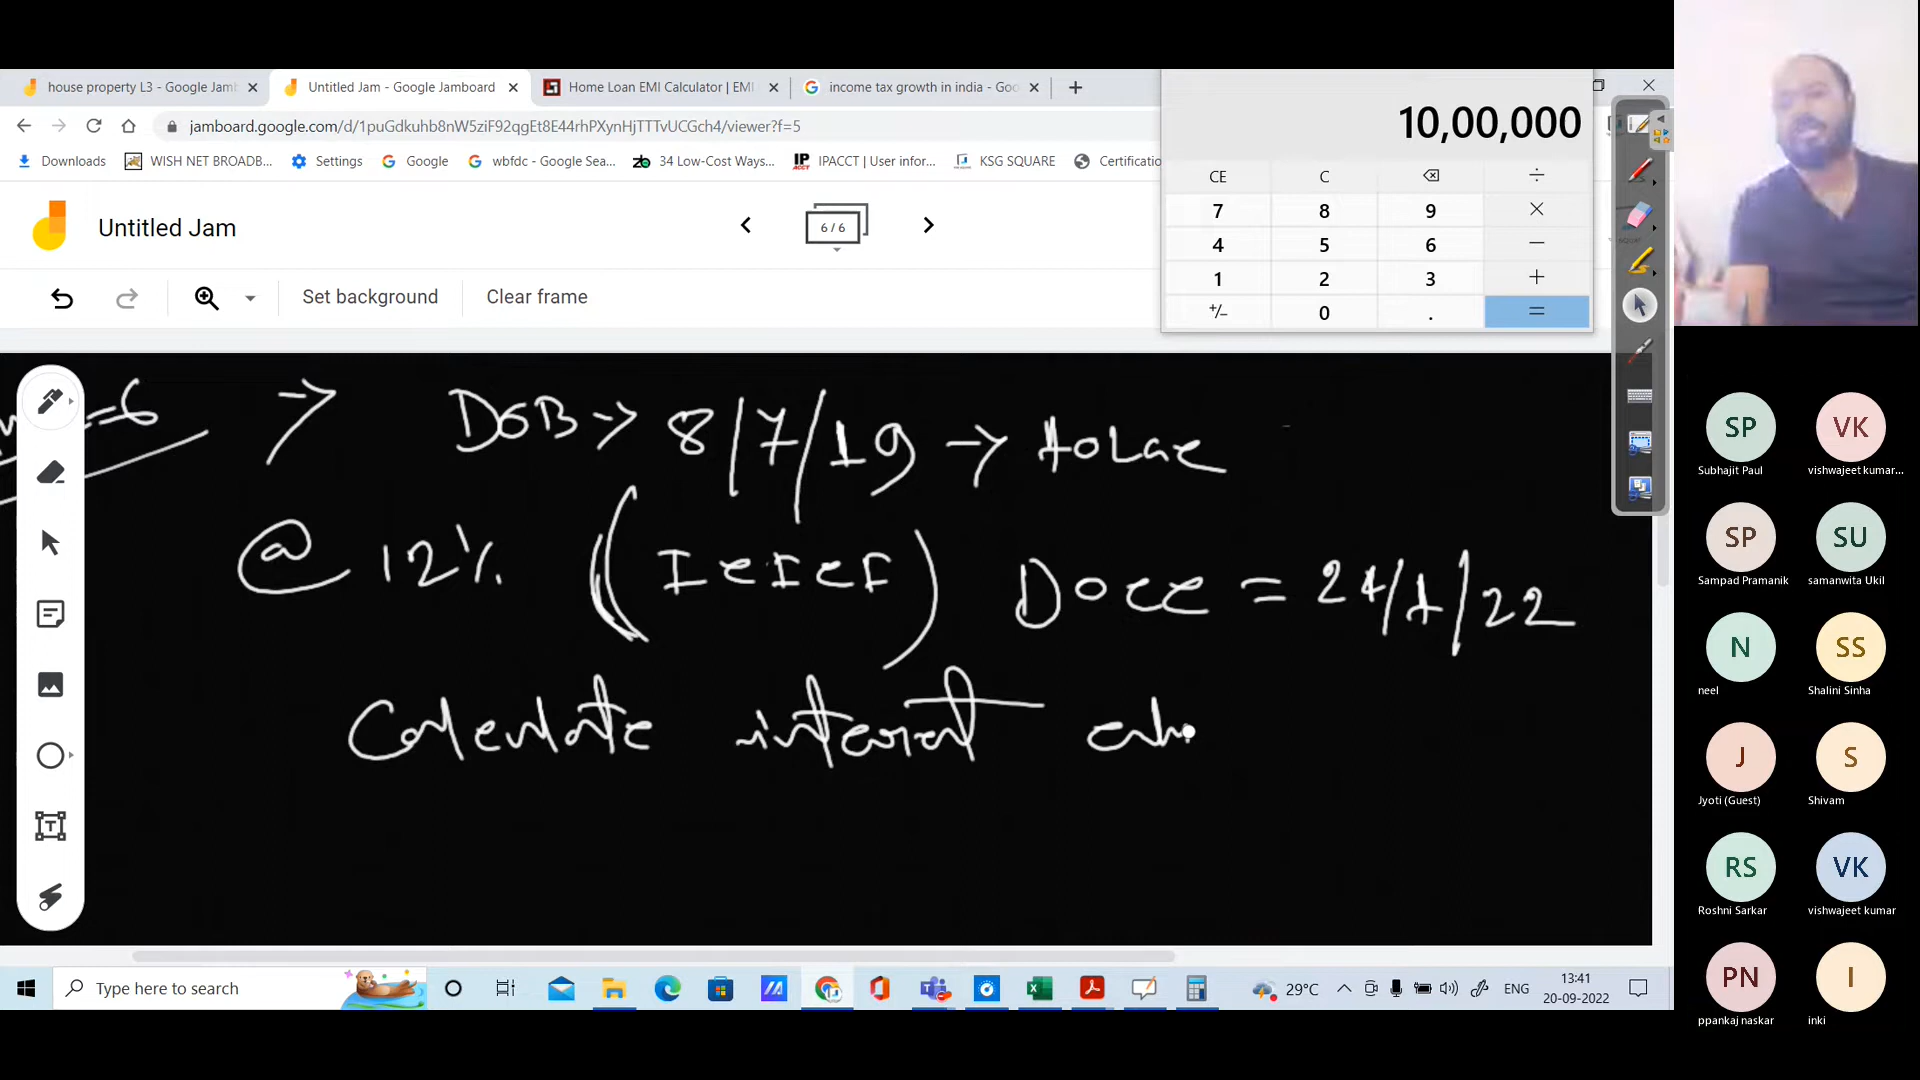 house property L3 - Google Jam
Untitled Jam - Google Jamboard
Home Loan EMI Calculator | EMI
income tax growth in india - Goo
jamboard.google.com/d/1puGdkuhb8nW5ziF92qgEt8E44rhPXynHjTTTvUCGch4/viewer?f=5
Downloads
WISH NET BROADB...
Settings
Google
wbfdc - Google Sea...
34 Low-Cost Ways...
IPACCT | User infor...
KSG SQUARE
Certificatio
10,00,000
CE C ÷
7 8 9 ×
4 5 6 −
1 2 3 +
+/− 0 . =
Untitled Jam
6 / 6
Set background
Clear frame
=6 → DOB → 8/7/19 →
@ 12% ( ) = 24/1/22
Calculate interest
Type here to search
29°C
ENG
13:41
20-09-2022
SP
Subhajit Paul
VK
vishwajeet kumar...
SP
Sampad Pramanik
SU
samanwita Ukil
N
neel
SS
Shalini Sinha
J
Jyoti (Guest)
S
Shivam
RS
Roshni Sarkar
VK
vishwajeet kumar
PN
ppankaj naskar
I
inki